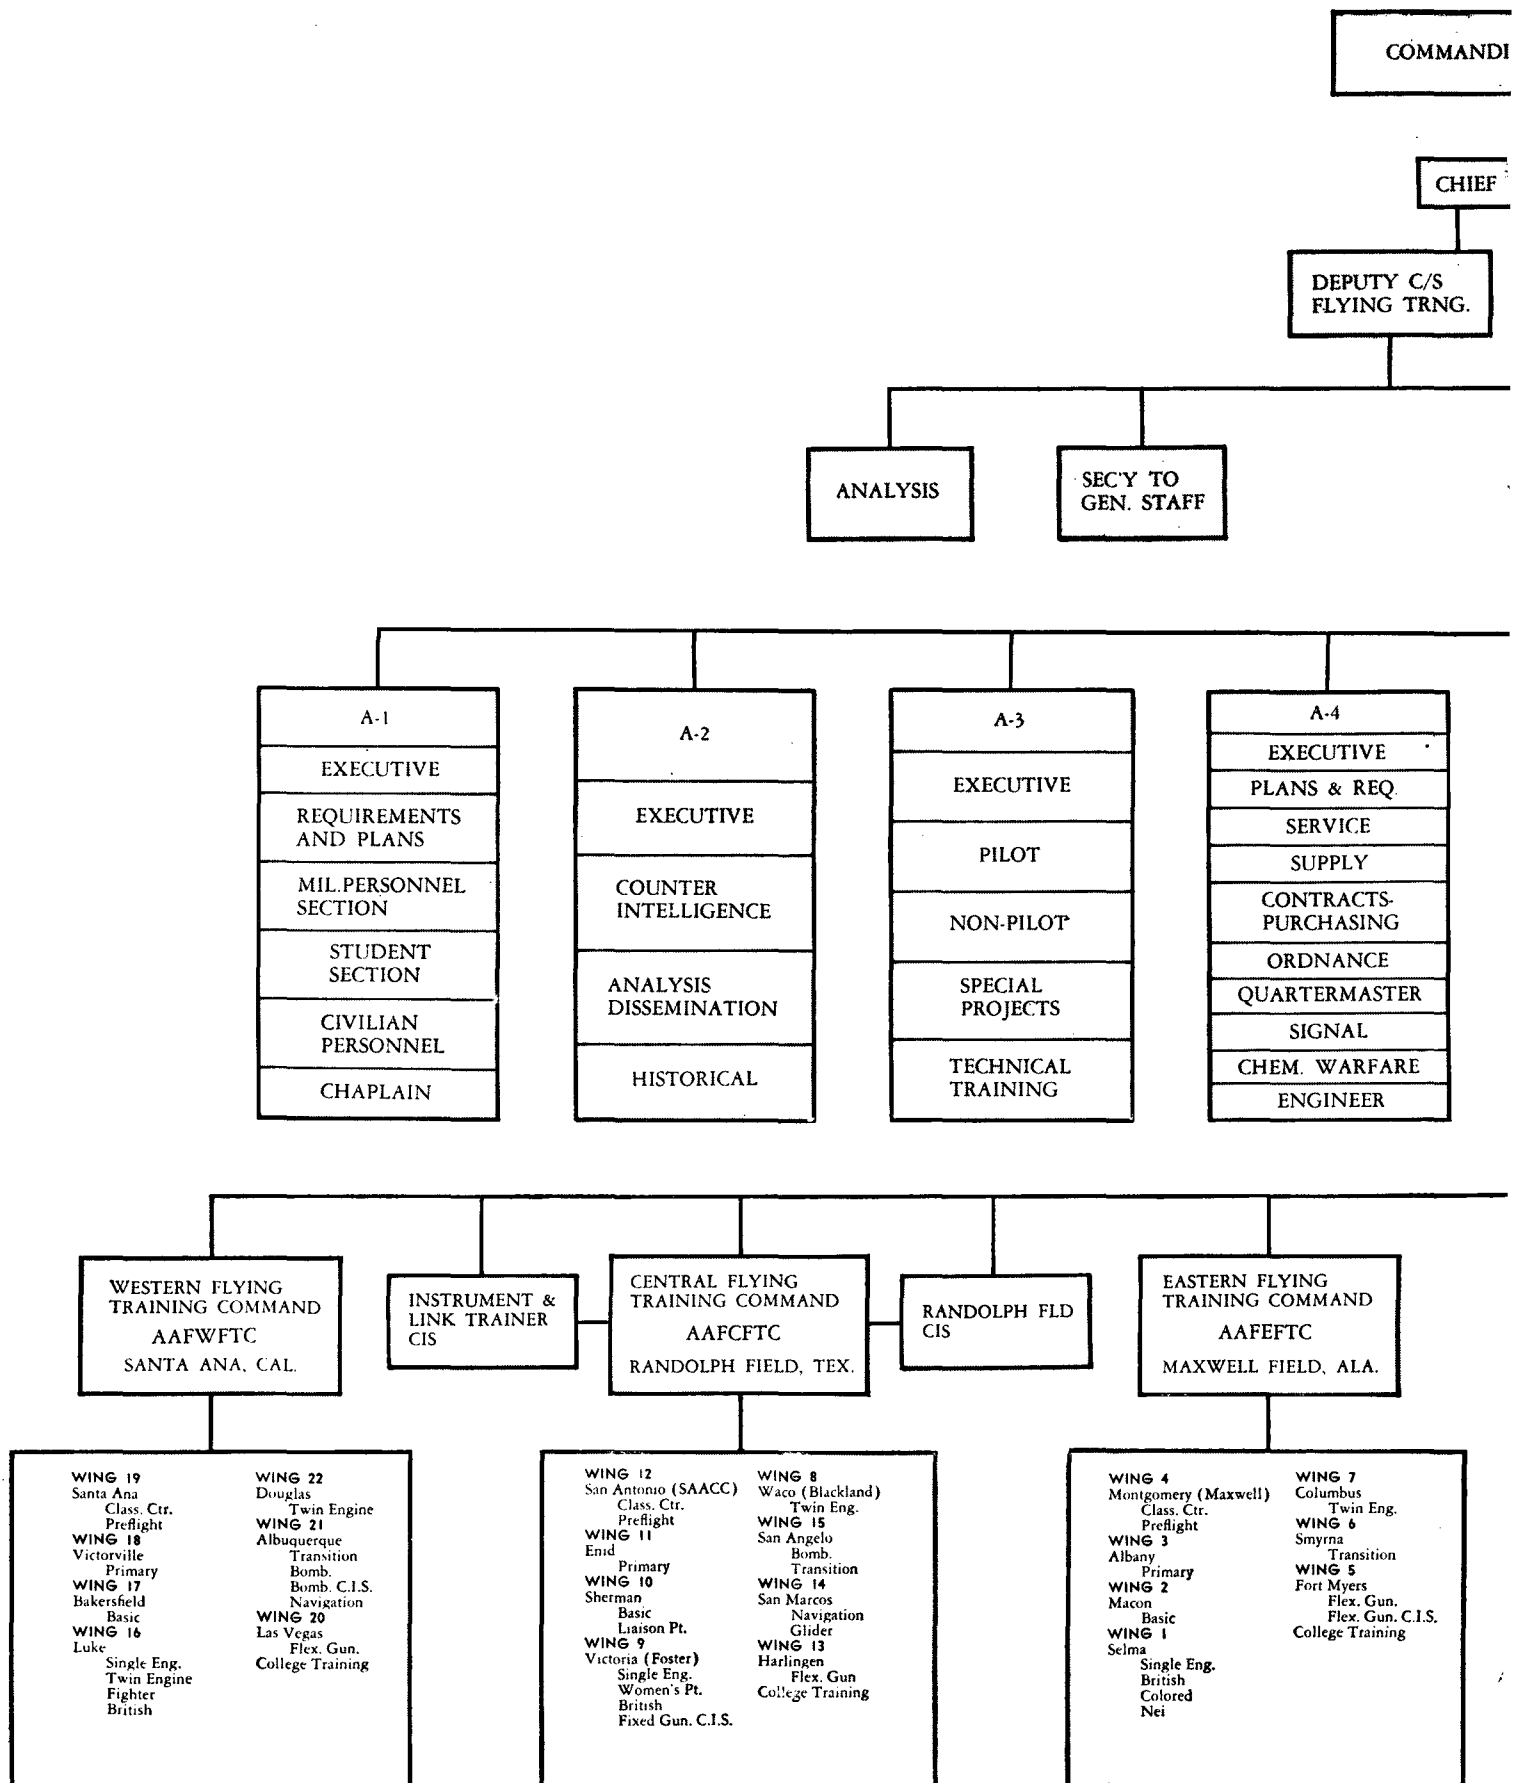 COMMANDI
CHIEF
DEPUTY C/S
FLYING TRNG.
ANALYSIS
SEC'Y TO
GEN. STAFF
A-1
EXECUTIVE
REQUIREMENTS
AND PLANS
MIL.PERSONNEL
SECTION
STUDENT
SECTION
CIVILIAN
PERSONNEL
CHAPLAIN
A-2
EXECUTIVE
COUNTER
INTELLIGENCE
ANALYSIS
DISSEMINATION
HISTORICAL
A-3
EXECUTIVE
PILOT
NON-PILOT
SPECIAL
PROJECTS
TECHNICAL
TRAINING
A-4
EXECUTIVE
PLANS & REQ.
SERVICE
SUPPLY
CONTRACTS-
PURCHASING
ORDNANCE
QUARTERMASTER
SIGNAL
CHEM. WARFARE
ENGINEER
WESTERN FLYING
TRAINING COMMAND
AAFWFTC
SANTA ANA, CAL.
INSTRUMENT &
LINK TRAINER
CIS
CENTRAL FLYING
TRAINING COMMAND
AAFCFTC
RANDOLPH FIELD, TEX.
RANDOLPH FLD
CIS
EASTERN FLYING
TRAINING COMMAND
AAFEFTC
MAXWELL FIELD, ALA.
WING 19
Santa Ana
Class. Ctr.
Preflight
WING 18
Victorville
Primary
WING 17
Bakersfield
Basic
WING 16
Luke
Single Eng.
Twin Engine
Fighter
British
WING 22
Douglas
Twin Engine
WING 21
Albuquerque
Transition
Bomb.
Bomb. C.I.S.
Navigation
WING 20
Las Vegas
Flex. Gun.
College Training
WING 12
San Antonio (SAACC)
Class. Ctr.
Preflight
WING 11
Enid
Primary
WING 10
Sherman
Basic
Liaison Pt.
WING 9
Victoria (Foster)
Single Eng.
Women's Pt.
British
Fixed Gun. C.I.S.
WING 8
Waco (Blackland)
Twin Eng.
WING 15
San Angelo
Bomb.
Transition
WING 14
San Marcos
Navigation
Glider
WING 13
Harlingen
Flex. Gun
College Training
WING 4
Montgomery (Maxwell)
Class. Ctr.
Preflight
WING 3
Albany
Primary
WING 2
Macon
Basic
WING 1
Selma
Single Eng.
British
Colored
Nei
WING 7
Columbus
Twin Eng.
WING 6
Smyrna
Transition
WING 5
Fort Myers
Flex. Gun.
Flex. Gun. C.I.S.
College Training